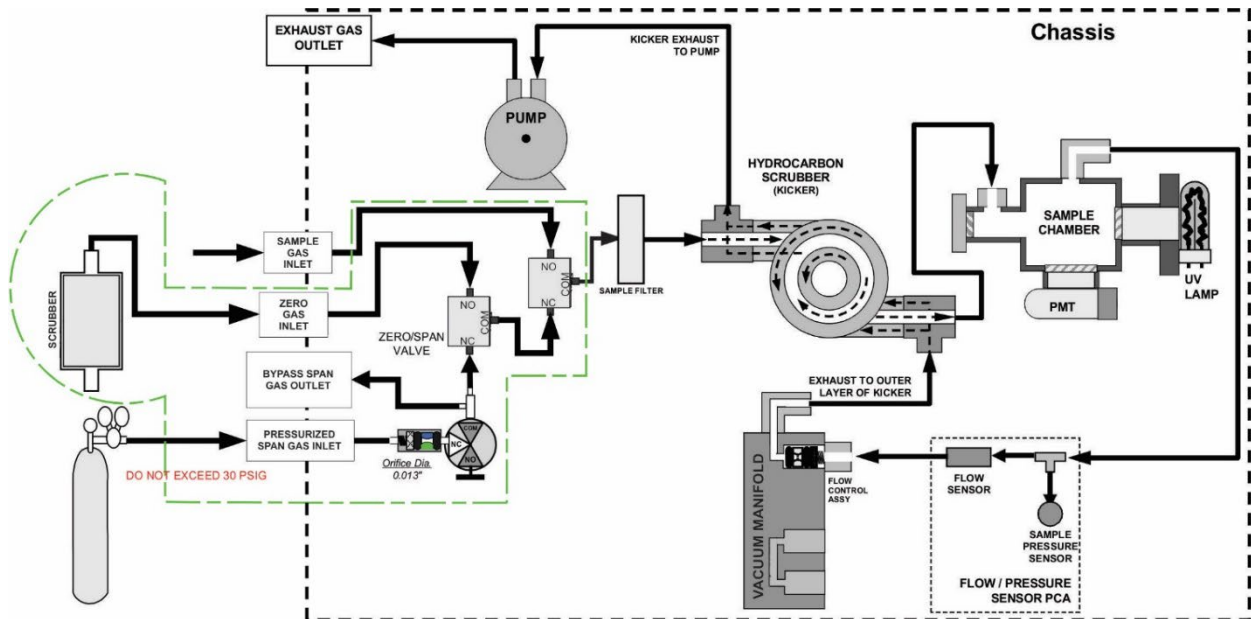 EXHAUST GAS
OUTLET
KICKER EXHAUST
TO PUMP
Chassis
PUMP
HYDROCARBON
SCRUBBER
(KICKER)
SAMPLE
CHAMBER
UV
LAMP
PMT
SAMPLE
GAS
INLET
NO
COM
NC
SAMPLE FILTER
SCRUBBER
ZERO
GAS
INLET
NO
COM
NC
ZERO/SPAN
VALVE
BYPASS SPAN
GAS OUTLET
PRESSURIZED
SPAN GAS INLET
COM
NC
NO
Orifice Dia.
0.013"
DO NOT EXCEED 30 PSIG
EXHAUST TO OUTER
LAYER OF KICKER
VACUUM MANIFOLD
FLOW
CONTROL
ASSY
FLOW
SENSOR
SAMPLE
PRESSURE
SENSOR
FLOW / PRESSURE
SENSOR PCA